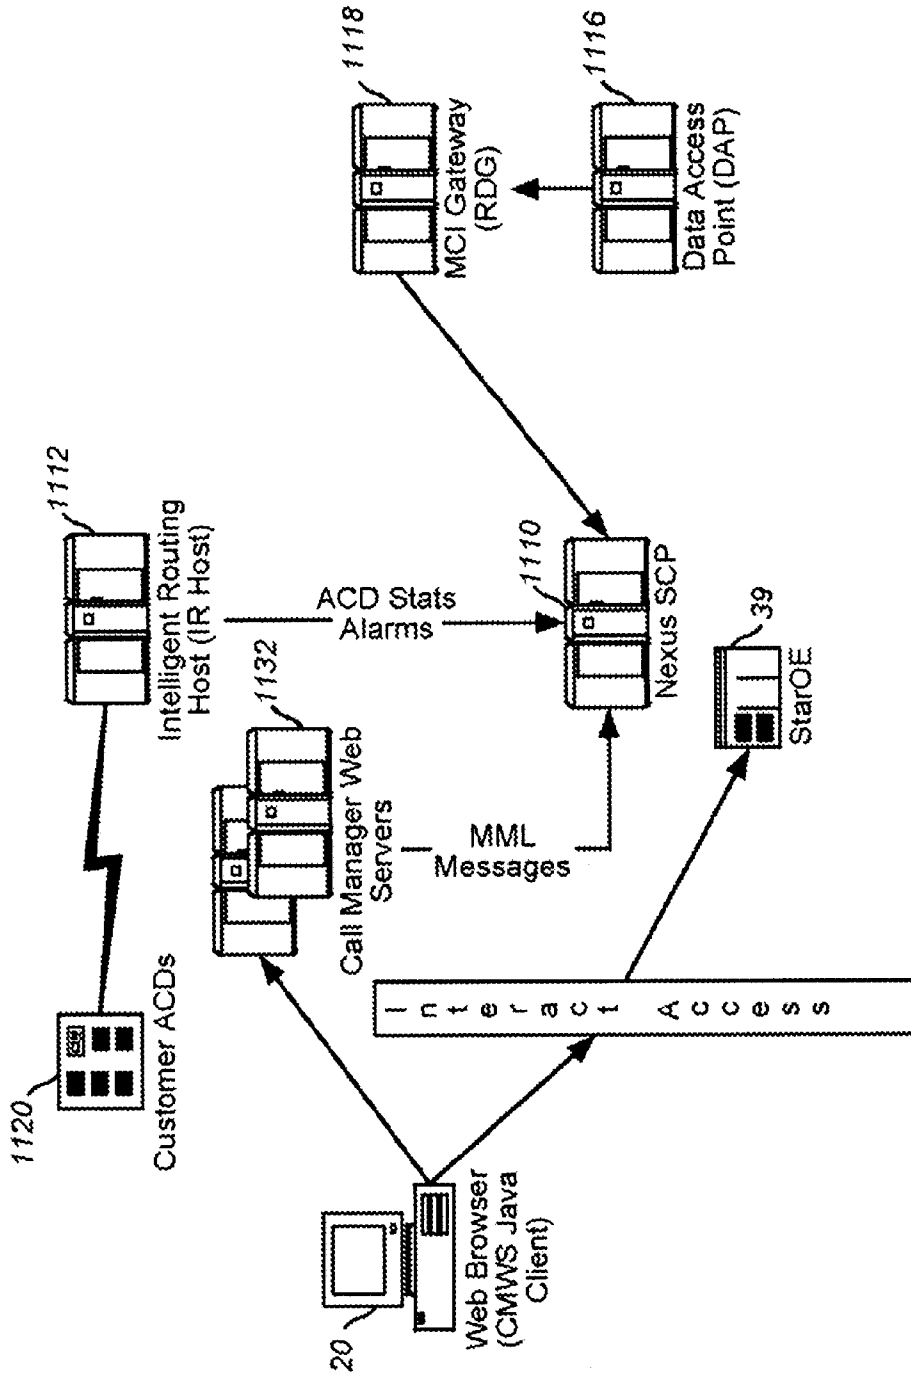 1120
Customer ACDs
1112
Intelligent Routing
Host (IR Host)
1118
MCI Gateway
(RDG)
1116
Data Access
Point (DAP)
1132
Call Manager Web
Servers
ACD Stats
Alarms
1110
Nexus SCP
MML
Messages
39
StarOE
Interact Access
20
Web Browser
(CMWS Java
Client)